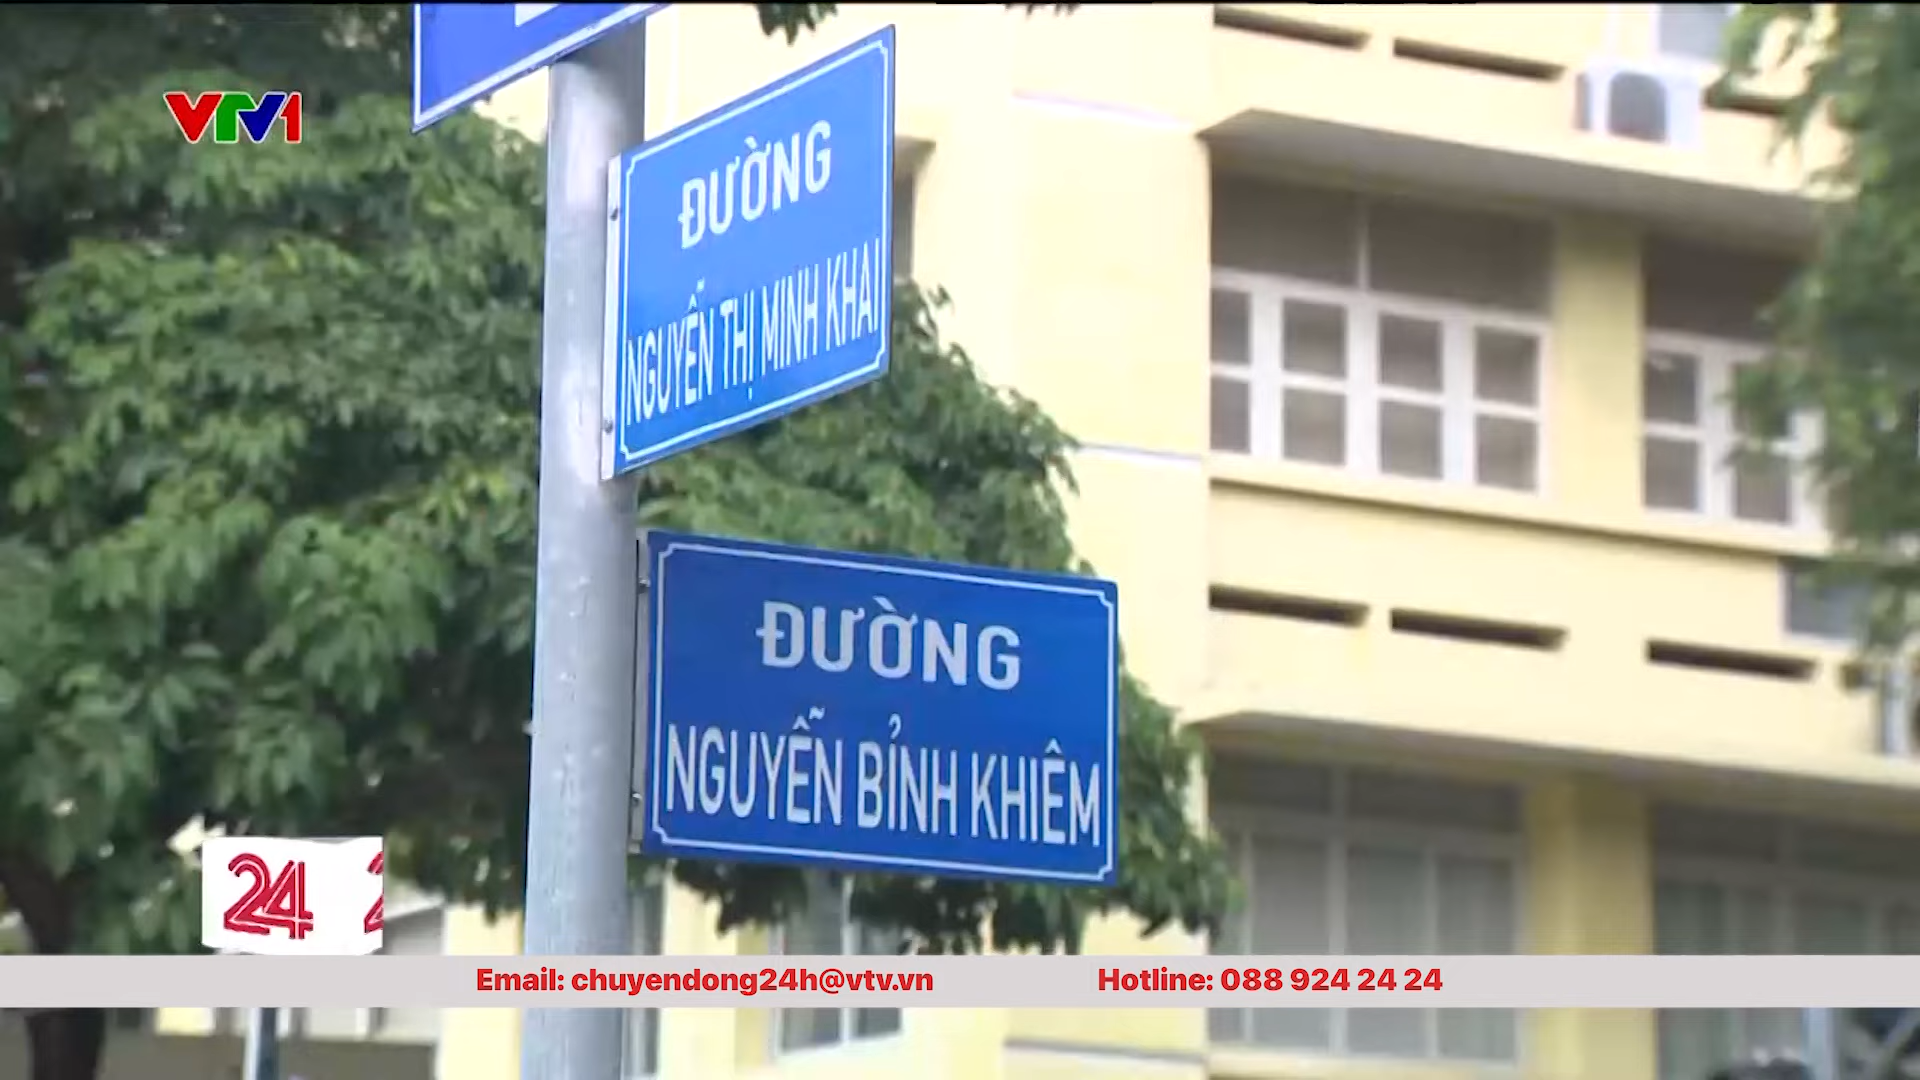 VTV1
ĐƯỜNG
NGUYỄN THỊ MINH KHAI
ĐƯỜNG
NGUYỄN BỈNH KHIÊM
24
Email: chuyendong24h@vtv.vn
Hotline: 088 924 24 24